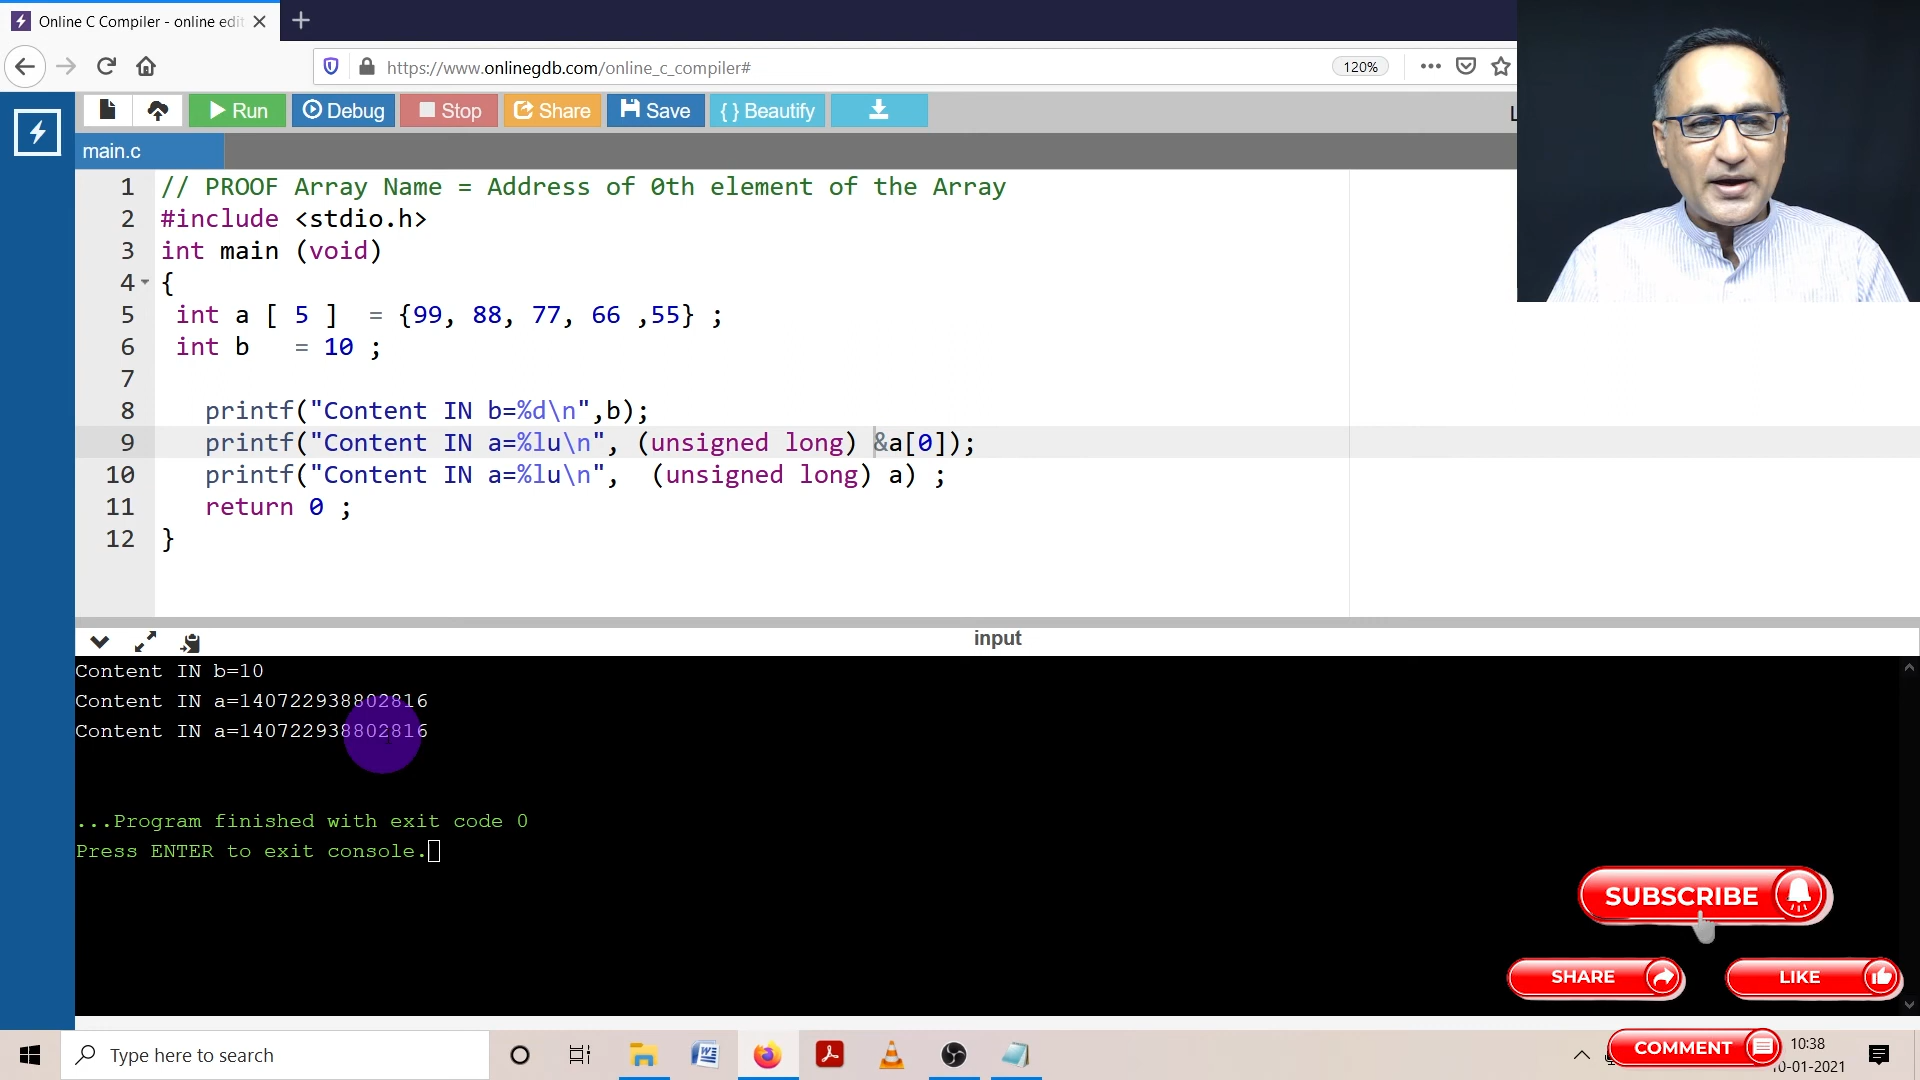 Online C Compiler - online edit
https://www.onlinegdb.com/online_c_compiler#
120%
Run
Debug
Stop
Share
Save
{ } Beautify
L
main.c
1 // PROOF Array Name = Address of 0th element of the Array
2 #include <stdio.h>
3 int main (void)
4 {
5 int a [ 5 ] = {99, 88, 77, 66 ,55} ;
6 int b = 10 ;
7
8 printf("Content IN b=%d\n",b);
9 printf("Content IN a=%lu\n", (unsigned long) &a[0]);
10 printf("Content IN a=%lu\n", (unsigned long) a) ;
11 return 0 ;
12 }
input
Content IN b=10
Content IN a=140722938802816
Content IN a=140722938802816
...Program finished with exit code 0
Press ENTER to exit console.
SUBSCRIBE
SHARE
LIKE
Type here to search
COMMENT
10:38
10-01-2021